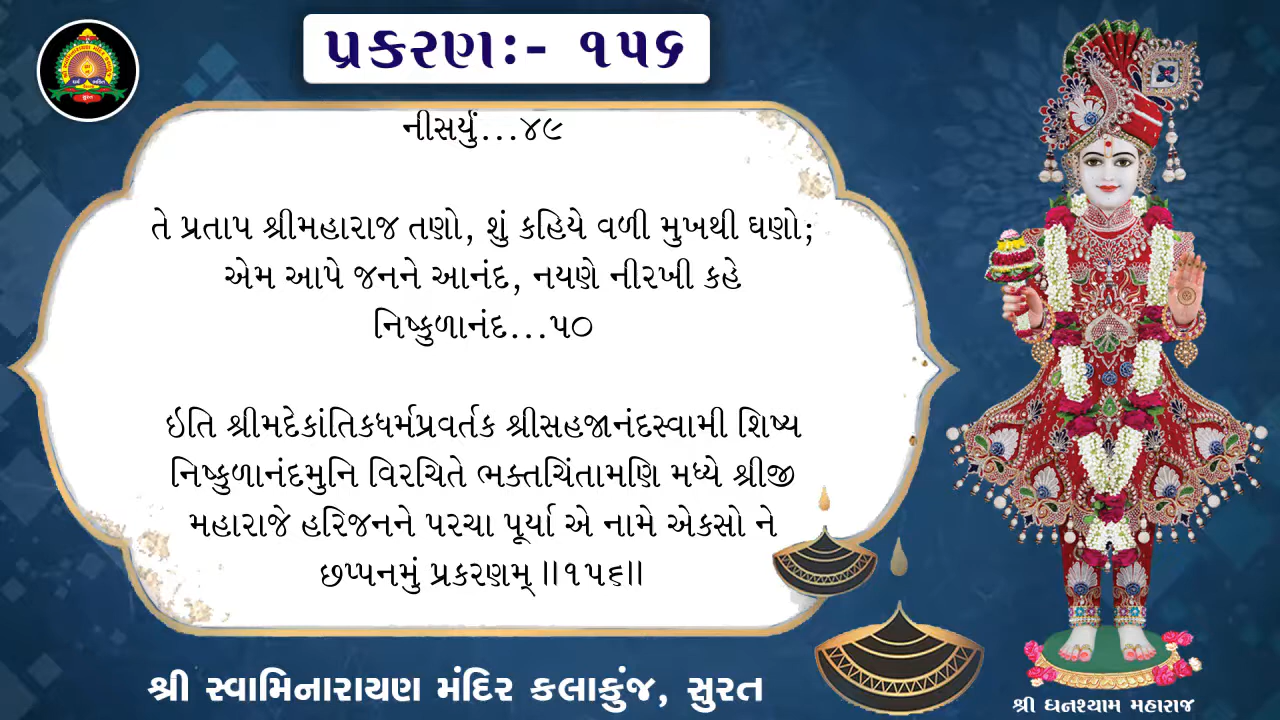 પ્રકરણઃ- ૧૫૬
નીસર્યું...૪૯
તે પ્રતાપ શ્રીમહારાજ તણો, શું કહિયે વળી મુખથી ઘણો;
એમ આપે જનને આનંદ, નયણે નીરખી કહે
નિષ્કુળાનંદ...૫૦
ઇતિ શ્રીમદેકાંતિકધર્મપ્રવર્તક શ્રીસહજાનંદસ્વામી શિષ્ય
નિષ્કુળાનંદમુનિ વિરચિતે ભક્તચિંતામણિ મધ્યે શ્રીજી
મહારાજે હરિજનને પરચા પૂર્યા એ નામે એકસો ને
છપ્પનમું પ્રકરણમ્ ॥૧૫૬॥
શ્રી સ્વામિનારાયણ મંદિર કલાકુંજ, સુરત
શ્રી ઘનશ્યામ મહારાજ